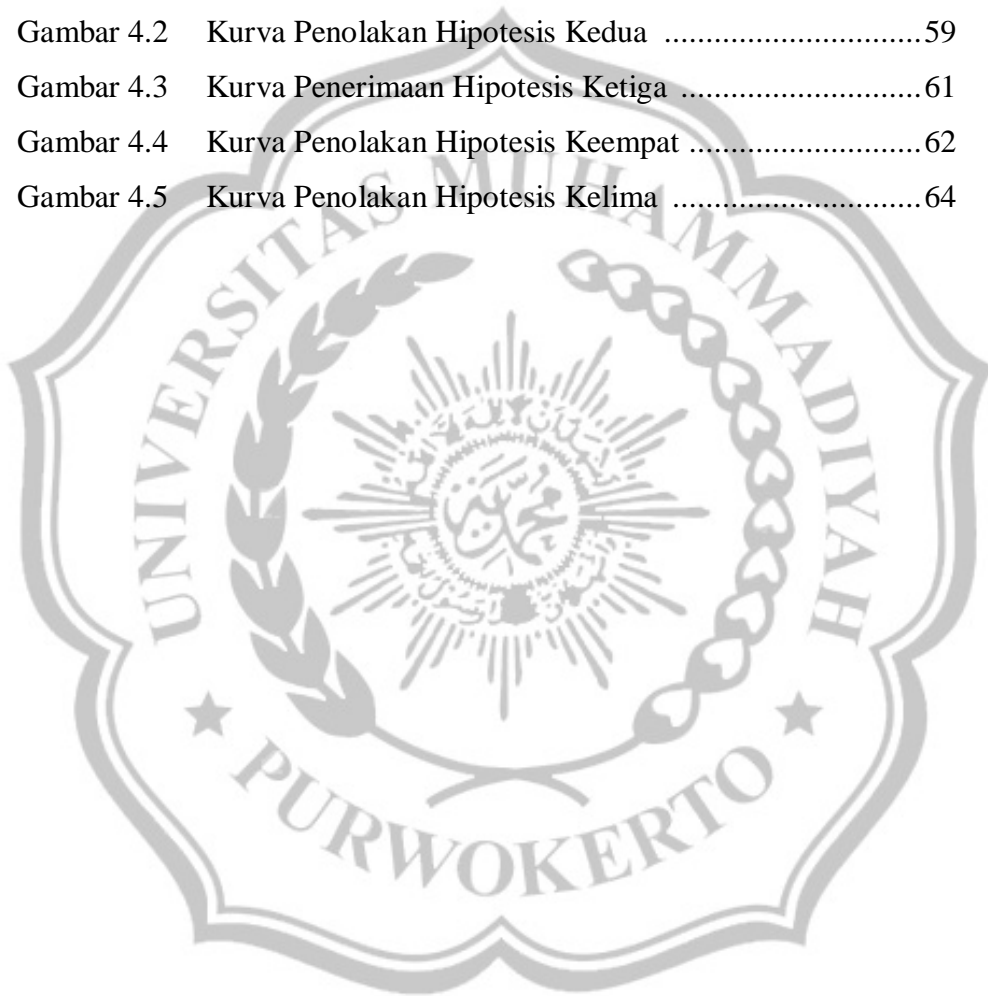 Gambar 4.2 Kurva Penolakan Hipotesis Kedua ...............................59
Gambar 4.3 Kurva Penerimaan Hipotesis Ketiga .............................61
Gambar 4.4 Kurva Penolakan Hipotesis Keempat ............................62
Gambar 4.5 Kurva Penolakan Hipotesis Kelima ..............................64
UNIVERSITAS MUHAMMADIYAH
PURWOKERTO